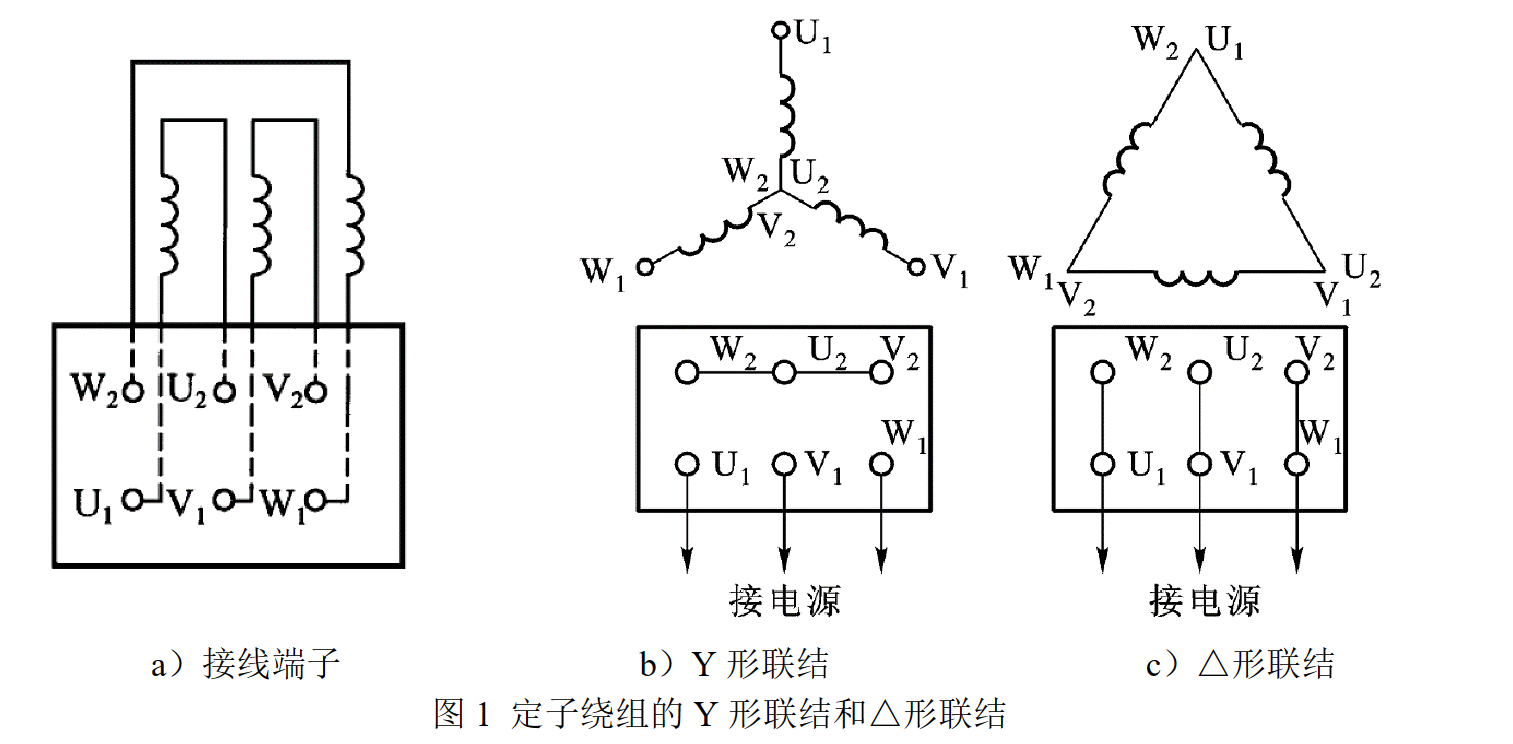 U₁
W₂ U₂
V₂
W₁ V₁
W₂ U₁
W₁ U₂
V₂ V₁
W₂ U₂ V₂
U₁ V₁ W₁
W₂ U₂ V₂
U₁ V₁ W₁
W₂ U₂ V₂
U₁ V₁ W₁
接电源 接电源
a）接线端子 b）Y 形联结 c）△形联结
图 1 定子绕组的 Y 形联结和△形联结